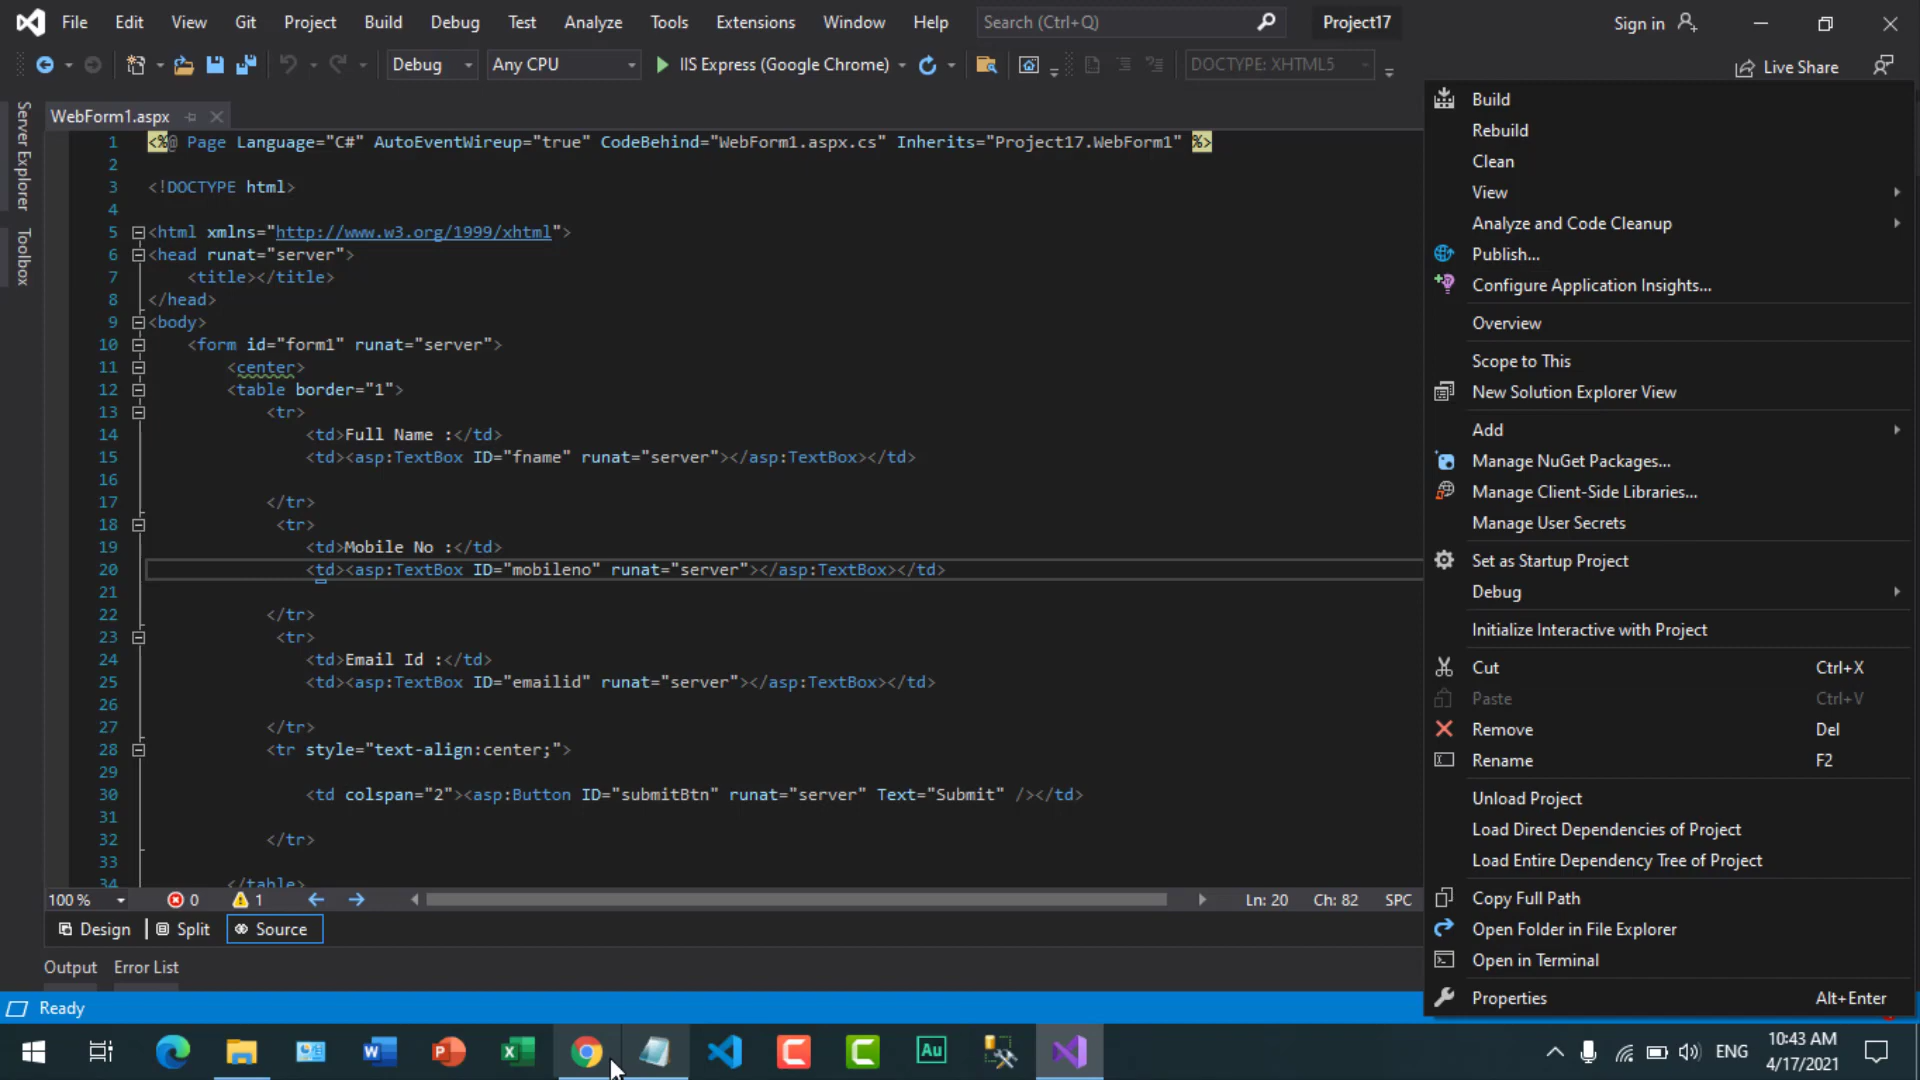 File Edit View Git Project Build Debug Test Analyze Tools Extensions Window Help Search (Ctrl+Q) Project17 Sign in
Debug Any CPU IIS Express (Google Chrome) DOCTYPE: XHTML5 Live Share
Server Explorer
Toolbox
WebForm1.aspx
1 <%@ Page Language="C#" AutoEventWireup="true" CodeBehind="WebForm1.aspx.cs" Inherits="Project17.WebForm1" %>
2
3 <!DOCTYPE html>
4
5 <html xmlns="http://www.w3.org/1999/xhtml">
6 <head runat="server">
7 <title></title>
8 </head>
9 <body>
10 <form id="form1" runat="server">
11 <center>
12 <table border="1">
13 <tr>
14 <td>Full Name :</td>
15 <td><asp:TextBox ID="fname" runat="server"></asp:TextBox></td>
16
17 </tr>
18 <tr>
19 <td>Mobile No :</td>
20 <td><asp:TextBox ID="mobileno" runat="server"></asp:TextBox></td>
21
22 </tr>
23 <tr>
24 <td>Email Id :</td>
25 <td><asp:TextBox ID="emailid" runat="server"></asp:TextBox></td>
26
27 </tr>
28 <tr style="text-align:center;">
29
30 <td colspan="2"><asp:Button ID="submitBtn" runat="server" Text="Submit" /></td>
31
32 </tr>
33
34 </table>
100 % 0 1 Ln: 20 Ch: 82 SPC
Design Split Source
Output Error List
Ready
Build
Rebuild
Clean
View
Analyze and Code Cleanup
Publish...
Configure Application Insights...
Overview
Scope to This
New Solution Explorer View
Add
Manage NuGet Packages...
Manage Client-Side Libraries...
Manage User Secrets
Set as Startup Project
Debug
Initialize Interactive with Project
Cut Ctrl+X
Paste Ctrl+V
Remove Del
Rename F2
Unload Project
Load Direct Dependencies of Project
Load Entire Dependency Tree of Project
Copy Full Path
Open Folder in File Explorer
Open in Terminal
Properties Alt+Enter
Au
ENG
10:43 AM
4/17/2021